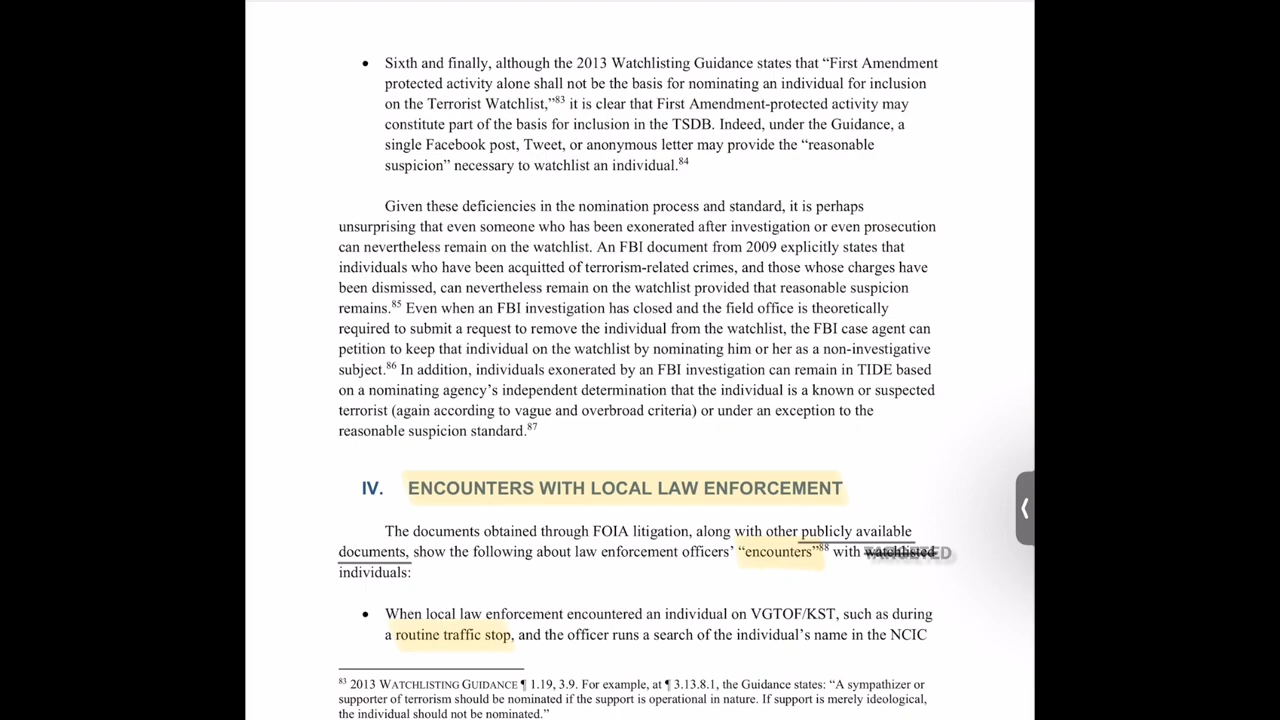 • Sixth and finally, although the 2013 Watchlisting Guidance states that “First Amendment
protected activity alone shall not be the basis for nominating an individual for inclusion
on the Terrorist Watchlist,”83 it is clear that First Amendment-protected activity may
constitute part of the basis for inclusion in the TSDB. Indeed, under the Guidance, a
single Facebook post, Tweet, or anonymous letter may provide the “reasonable
suspicion” necessary to watchlist an individual.84
Given these deficiencies in the nomination process and standard, it is perhaps
unsurprising that even someone who has been exonerated after investigation or even prosecution
can nevertheless remain on the watchlist. An FBI document from 2009 explicitly states that
individuals who have been acquitted of terrorism-related crimes, and those whose charges have
been dismissed, can nevertheless remain on the watchlist provided that reasonable suspicion
remains.85 Even when an FBI investigation has closed and the field office is theoretically
required to submit a request to remove the individual from the watchlist, the FBI case agent can
petition to keep that individual on the watchlist by nominating him or her as a non-investigative
subject.86 In addition, individuals exonerated by an FBI investigation can remain in TIDE based
on a nominating agency’s independent determination that the individual is a known or suspected
terrorist (again according to vague and overbroad criteria) or under an exception to the
reasonable suspicion standard.87
IV. ENCOUNTERS WITH LOCAL LAW ENFORCEMENT
The documents obtained through FOIA litigation, along with other publicly available
documents, show the following about law enforcement officers’ “encounters”88 with watchlisted TARGETED
individuals:
• When local law enforcement encountered an individual on VGTOF/KST, such as during
a routine traffic stop, and the officer runs a search of the individual’s name in the NCIC
83 2013 WATCHLISTING GUIDANCE ¶ 1.19, 3.9. For example, at ¶ 3.13.8.1, the Guidance states: “A sympathizer or
supporter of terrorism should be nominated if the support is operational in nature. If support is merely ideological,
the individual should not be nominated.”